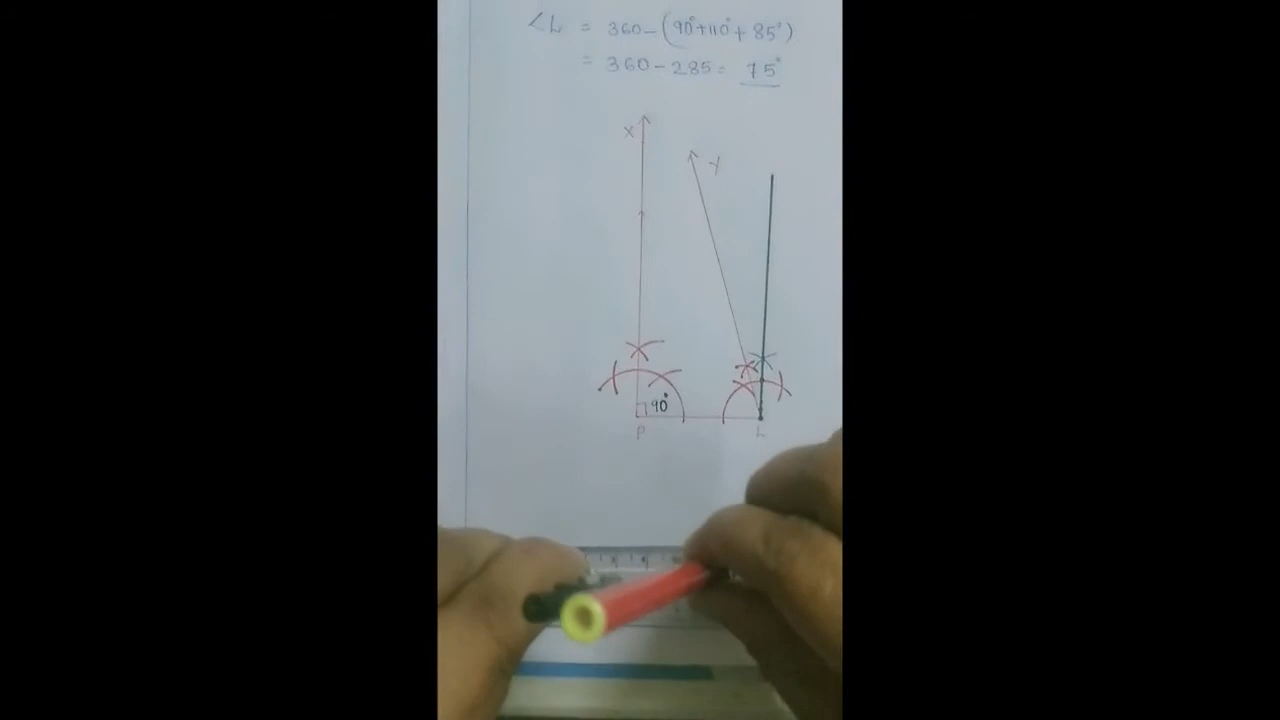 ∠L = 360-(90°+110°+85°)
= 360-285= 75°
X
Y
90°
P
L